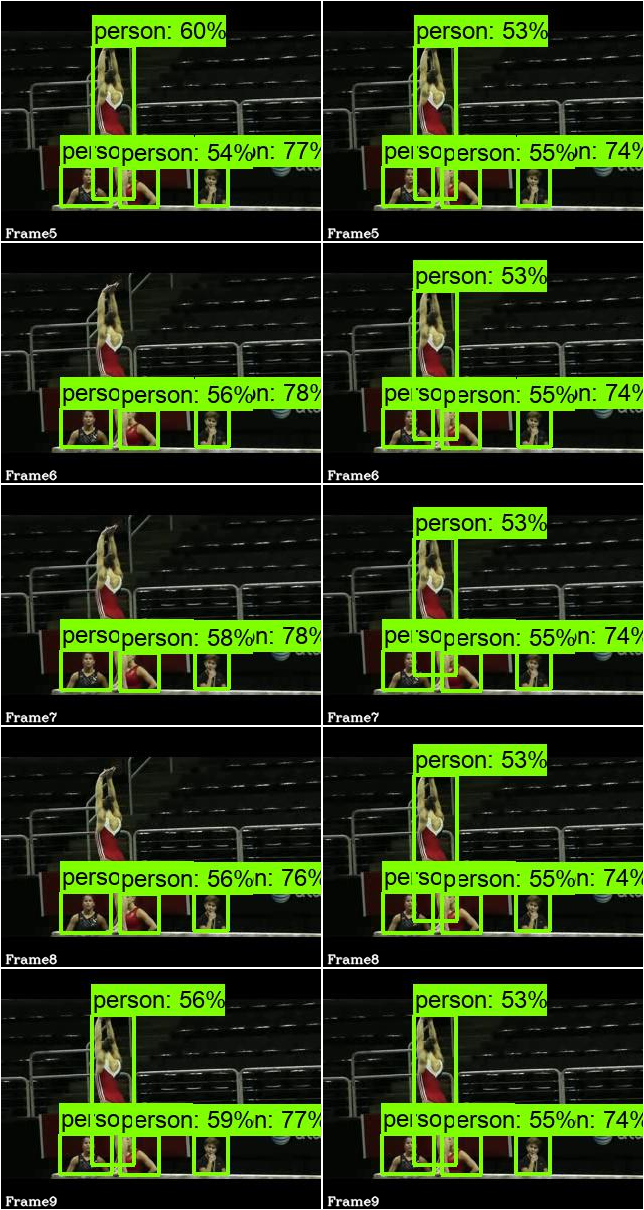 person: 60% person: 53%
perso person: 54% n: 77% perso person: 55% n: 74%
Frame5 Frame5
person: 53%
perso person: 56% n: 78% perso person: 55% n: 74%
Frame6 Frame6
person: 53%
perso person: 58% n: 78% perso person: 55% n: 74%
Frame7 Frame7
person: 53%
perso person: 56% n: 76% perso person: 55% n: 74%
Frame8 Frame8
person: 56% person: 53%
perso person: 59% n: 77% perso person: 55% n: 74%
Frame9 Frame9